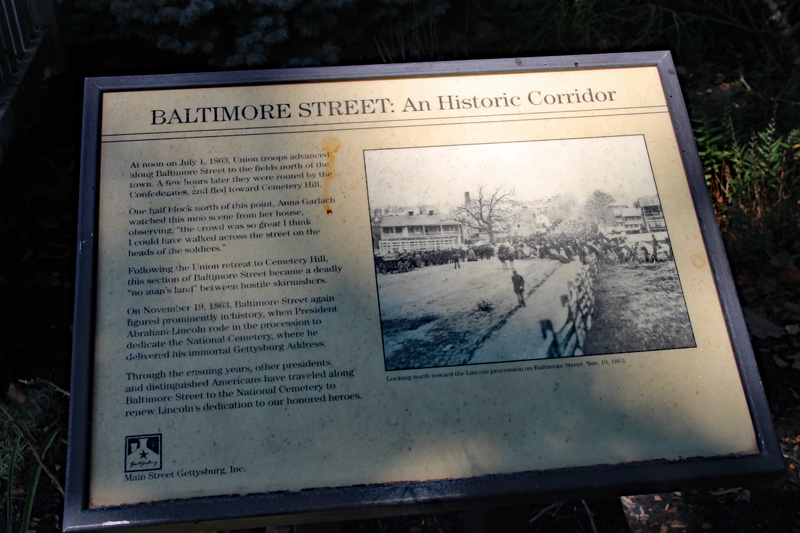 BALTIMORE STREET: An Historic Corridor
At noon on July 1, 1863, Union troops advanced
along Baltimore Street to the fields north of the
town. A few hours later they were routed by the
Confederates, and fled toward Cemetery Hill.
One half block north of this point, Anna Garlach
watched this mob scene from her house,
observing, "the crowd was so great I think
I could have walked across the street on the
heads of the soldiers."
Following the Union retreat to Cemetery Hill,
this section of Baltimore Street became a deadly
"no man's land" between hostile skirmishers.
On November 19, 1863, Baltimore Street again
figured prominently in history, when President
Abraham Lincoln rode in the procession to
dedicate the National Cemetery, where he
delivered his immortal Gettysburg Address.
Through the ensuing years, other presidents
and distinguished Americans have traveled along
Baltimore Street to the National Cemetery to
renew Lincoln's dedication to our honored heroes.
Looking north toward the Lincoln procession on Baltimore Street, Nov. 19, 1863.
Gettysburg
Main Street Gettysburg, Inc.